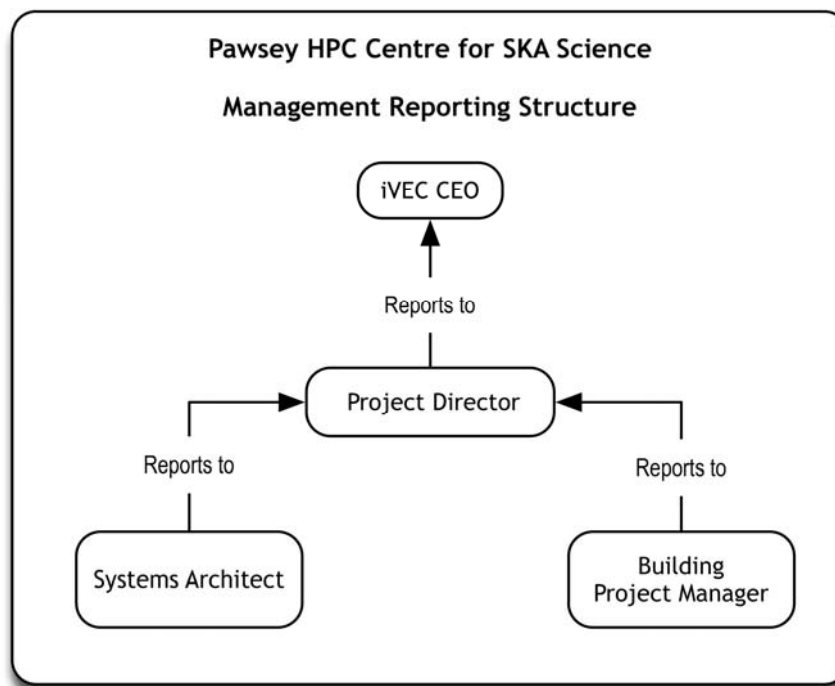 Pawsey HPC Centre for SKA Science
Management Reporting Structure
iVEC CEO
Reports to
Project Director
Reports to
Reports to
Systems Architect
Building
Project Manager